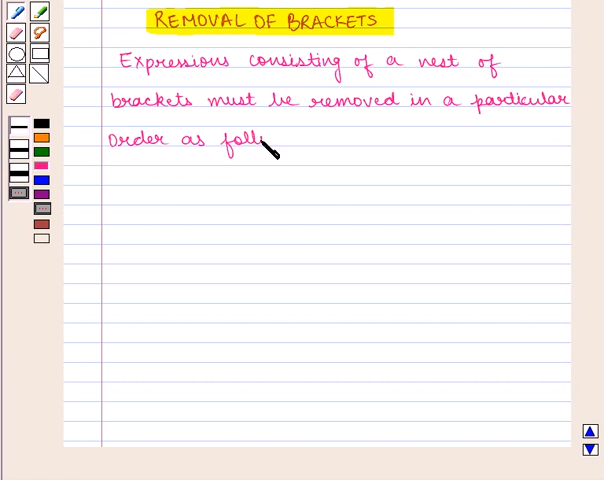 REMOVAL OF BRACKETS
Expressions consisting of a nest of
brackets must be removed in a particular
Order as foll